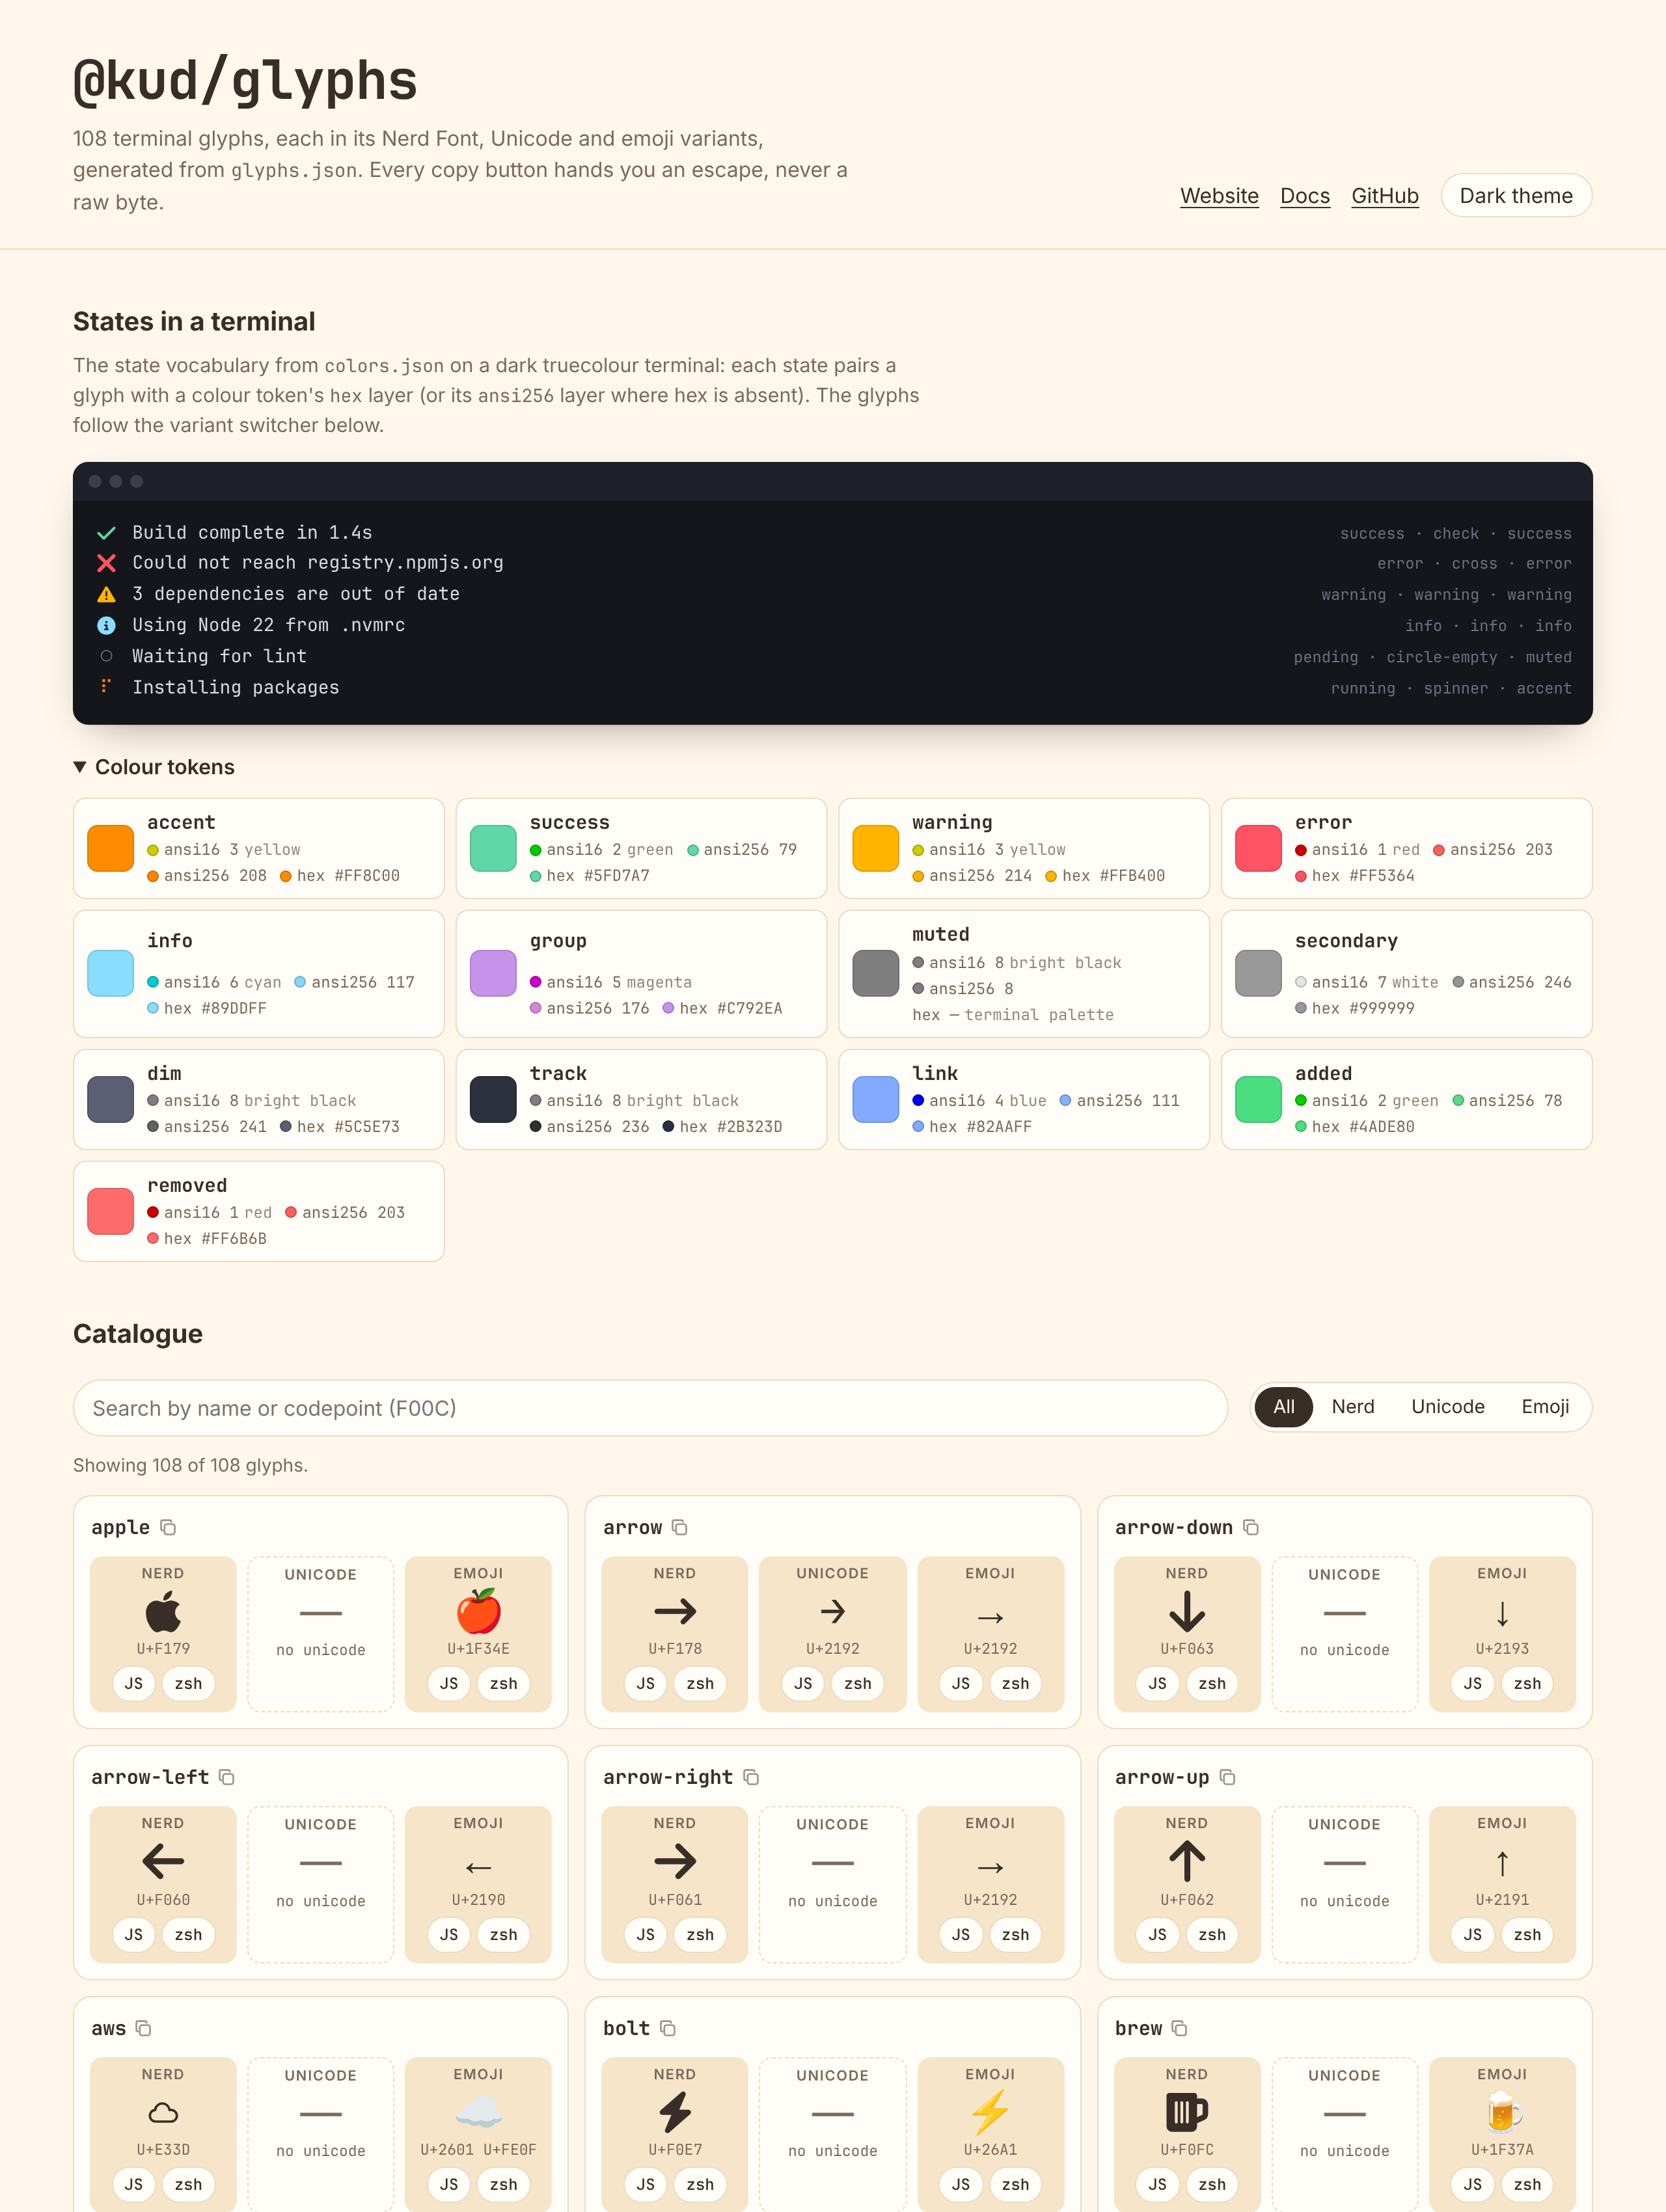 @kud/glyphs
108 terminal glyphs, each in its Nerd Font, Unicode and emoji variants,
generated from glyphs.json. Every copy button hands you an escape, never a
raw byte.
Website Docs GitHub Dark theme
States in a terminal
The state vocabulary from colors.json on a dark truecolour terminal: each state pairs a
glyph with a colour token's hex layer (or its ansi256 layer where hex is absent). The glyphs
follow the variant switcher below.
Build complete in 1.4s success · check · success
Could not reach registry.npmjs.org error · cross · error
3 dependencies are out of date warning · warning · warning
Using Node 22 from .nvmrc info · info · info
Waiting for lint pending · circle-empty · muted
Installing packages running · spinner · accent
▼ Colour tokens
accent
ansi16 3 yellow
ansi256 208 hex #FF8C00
success
ansi16 2 green ansi256 79
hex #5FD7A7
warning
ansi16 3 yellow
ansi256 214 hex #FFB400
error
ansi16 1 red ansi256 203
hex #FF5364
info
ansi16 6 cyan ansi256 117
hex #89DDFF
group
ansi16 5 magenta
ansi256 176 hex #C792EA
muted
ansi16 8 bright black
ansi256 8
hex — terminal palette
secondary
ansi16 7 white ansi256 246
hex #999999
dim
ansi16 8 bright black
ansi256 241 hex #5C5E73
track
ansi16 8 bright black
ansi256 236 hex #2B323D
link
ansi16 4 blue ansi256 111
hex #82AAFF
added
ansi16 2 green ansi256 78
hex #4ADE80
removed
ansi16 1 red ansi256 203
hex #FF6B6B
Catalogue
Search by name or codepoint (F00C)
All Nerd Unicode Emoji
Showing 108 of 108 glyphs.
apple
NERD UNICODE EMOJI
—
U+F179 no unicode U+1F34E
JS zsh JS zsh
arrow
NERD UNICODE EMOJI
→ → →
U+F178 U+2192 U+2192
JS zsh JS zsh JS zsh
arrow-down
NERD UNICODE EMOJI
↓ — ↓
U+F063 no unicode U+2193
JS zsh JS zsh
arrow-left
NERD UNICODE EMOJI
← — ←
U+F060 no unicode U+2190
JS zsh JS zsh
arrow-right
NERD UNICODE EMOJI
→ — →
U+F061 no unicode U+2192
JS zsh JS zsh
arrow-up
NERD UNICODE EMOJI
↑ — ↑
U+F062 no unicode U+2191
JS zsh JS zsh
aws
NERD UNICODE EMOJI
—
U+E33D no unicode U+2601 U+FE0F
JS zsh JS zsh
bolt
NERD UNICODE EMOJI
—
U+F0E7 no unicode U+26A1
JS zsh JS zsh
brew
NERD UNICODE EMOJI
—
U+F0FC no unicode U+1F37A
JS zsh JS zsh